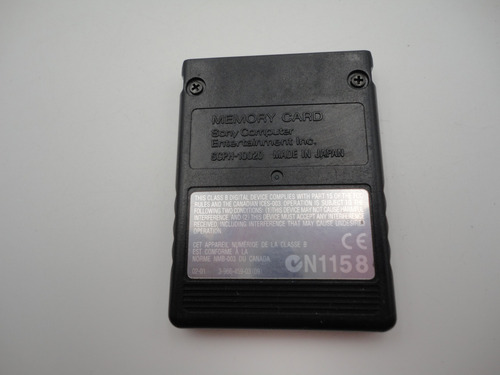 MEMORY CARD
Sony Computer
Entertainment Inc.
SCPH-10020 MADE IN JAPAN
THIS CLASS B DIGITAL DEVICE COMPLIES WITH PART 15 OF THE FCC
RULES AND THE CANADIAN ICES-003. OPERATION IS SUBJECT TO THE
FOLLOWING TWO CONDITIONS: (1) THIS DEVICE MAY NOT CAUSE HARMFUL
INTERFERENCE AND (2) THIS DEVICE MUST ACCEPT ANY INTERFERENCE
RECEIVED, INCLUDING INTERFERENCE THAT MAY CAUSE UNDESIRED
OPERATION.
CET APPAREIL NUMÉRIQUE DE LA CLASSE B
EST CONFORME À LA
NORME NMB-003 DU CANADA.
CE
N1158